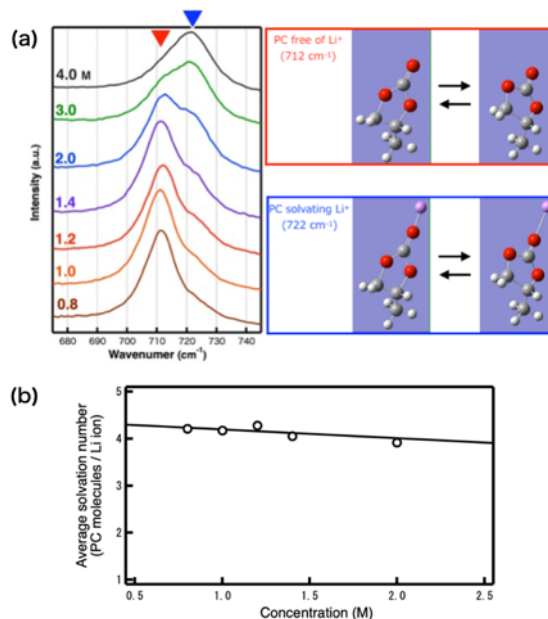 (a)
4.0 M
3.0
2.0
1.4
1.2
1.0
0.8
Intensity (a.u.)
680 690 700 710 720 730 740
Wavenumer (cm⁻¹)
PC free of Li⁺
(712 cm⁻¹)
PC solvating Li⁺
(722 cm⁻¹)
(b)
Average solvation number
(PC molecules / Li ion)
5
4
3
2
1
0.5 1.0 1.5 2.0 2.5
Concentration (M)